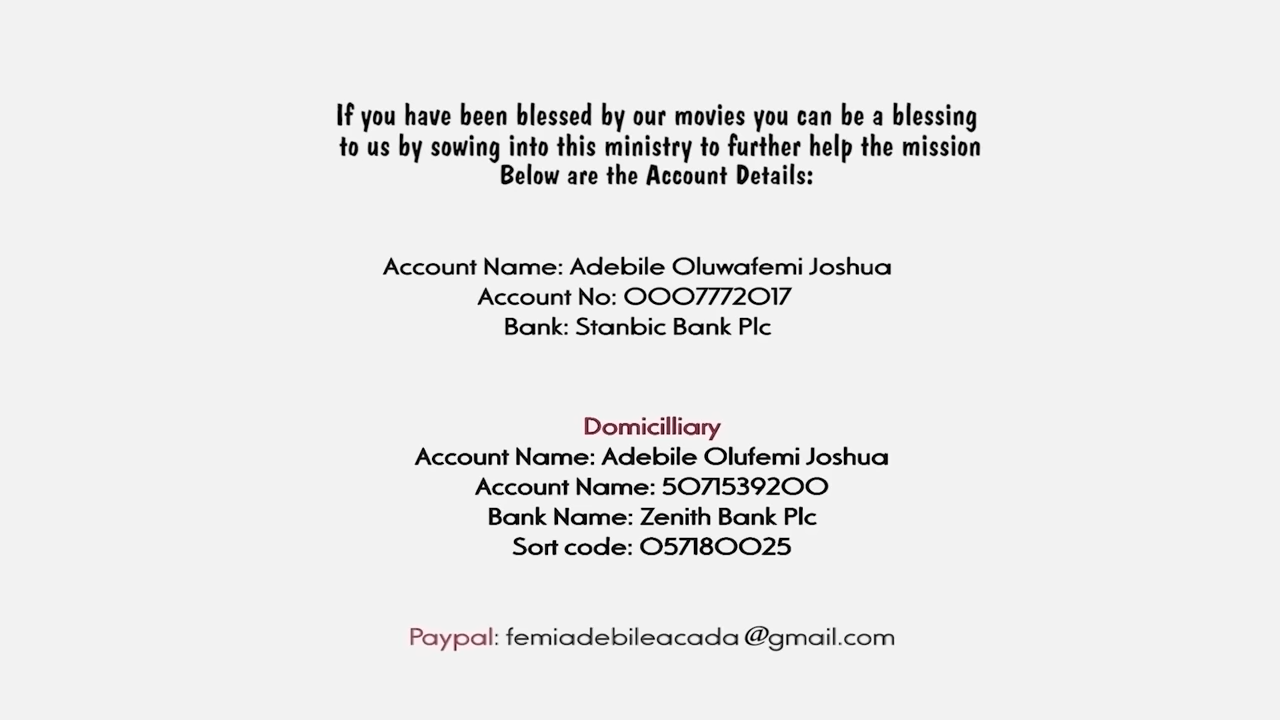 If you have been blessed by our movies you can be a blessing
to us by sowing into this ministry to further help the mission
Below are the Account Details:
Account Name: Adebile Oluwafemi Joshua
Account No: 0007772017
Bank: Stanbic Bank Plc
Domicilliary
Account Name: Adebile Olufemi Joshua
Account Name: 5071539200
Bank Name: Zenith Bank Plc
Sort code: 057180025
Paypal: femiadebileacada@gmail.com